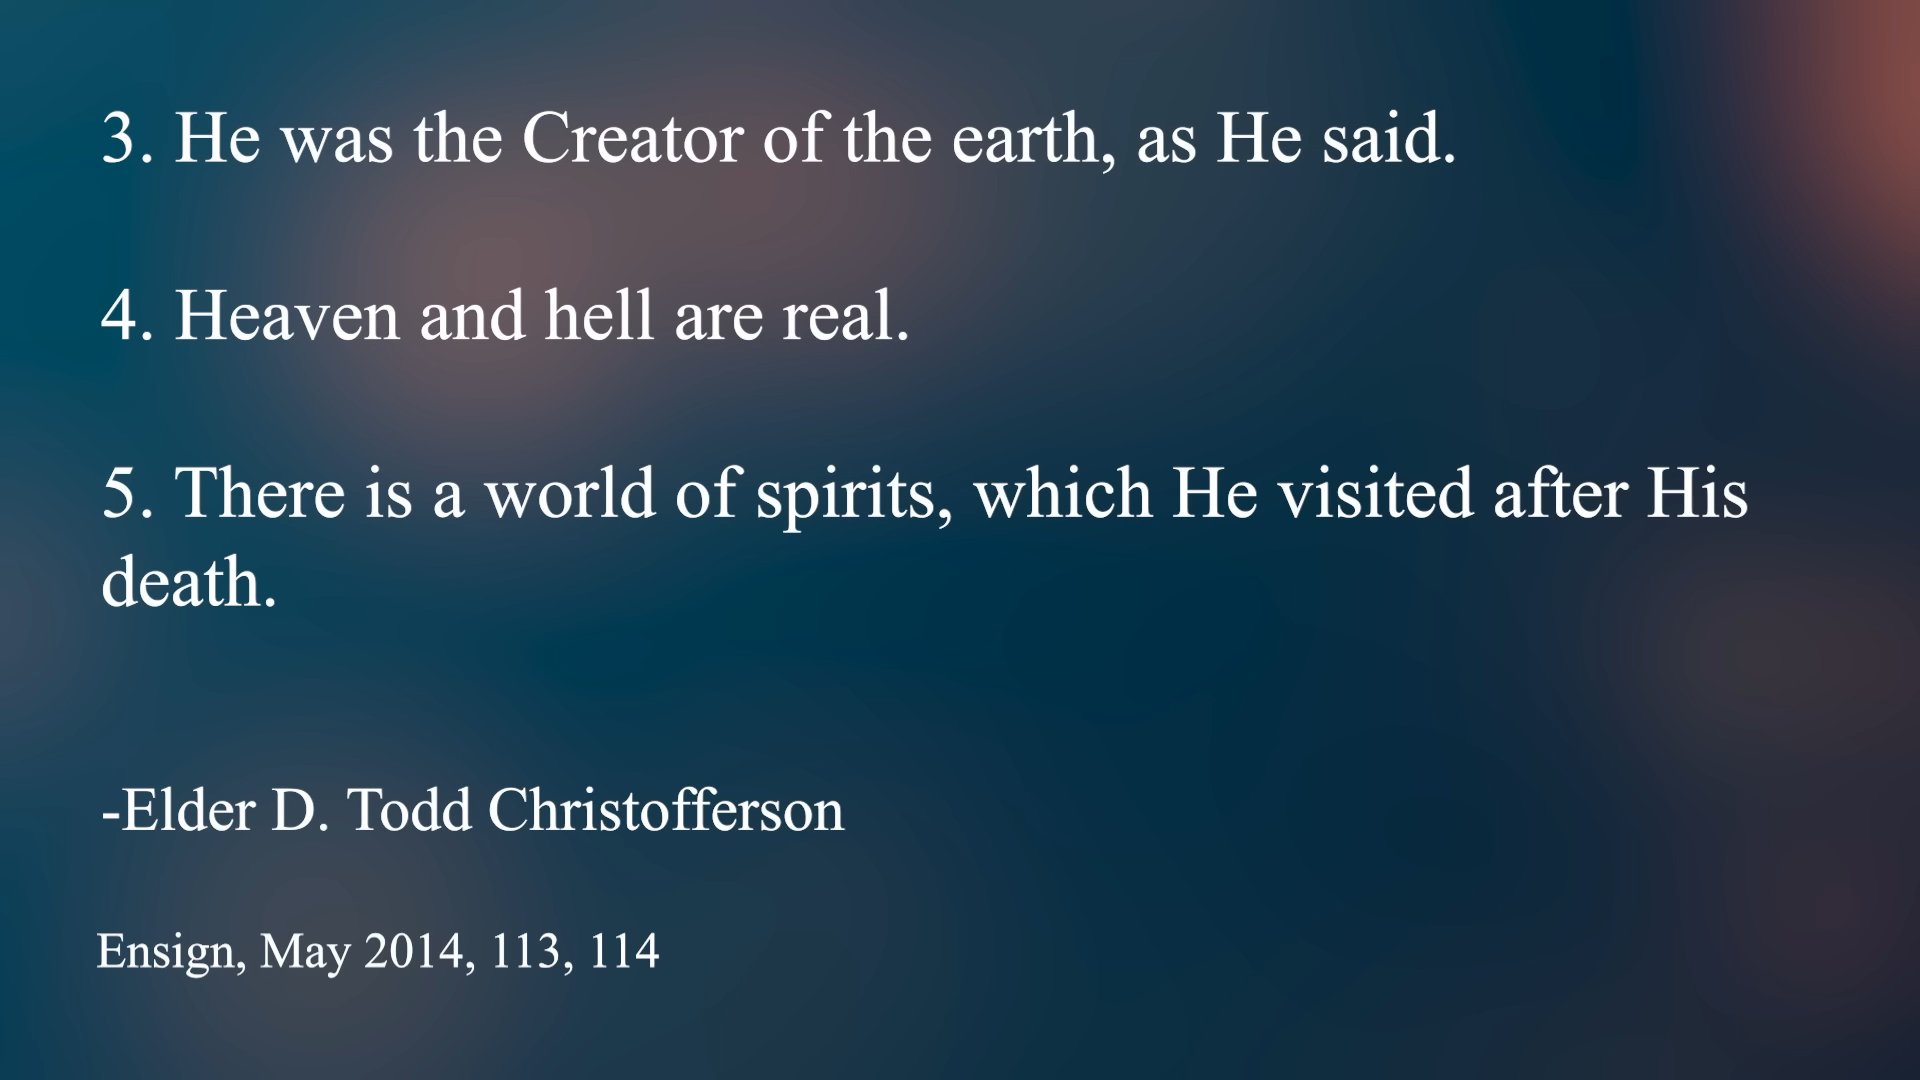 3. He was the Creator of the earth, as He said.
4. Heaven and hell are real.
5. There is a world of spirits, which He visited after His
death.
-Elder D. Todd Christofferson
Ensign, May 2014, 113, 114